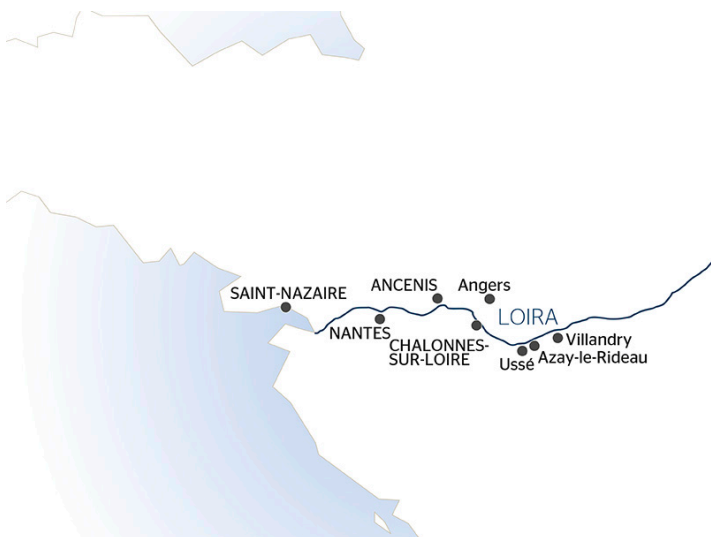 SAINT-NAZAIRE
ANCENIS
Angers
LOIRA
NANTES
CHALONNES-
SUR-LOIRE
Villandry
Azay-le-Rideau
Ussé